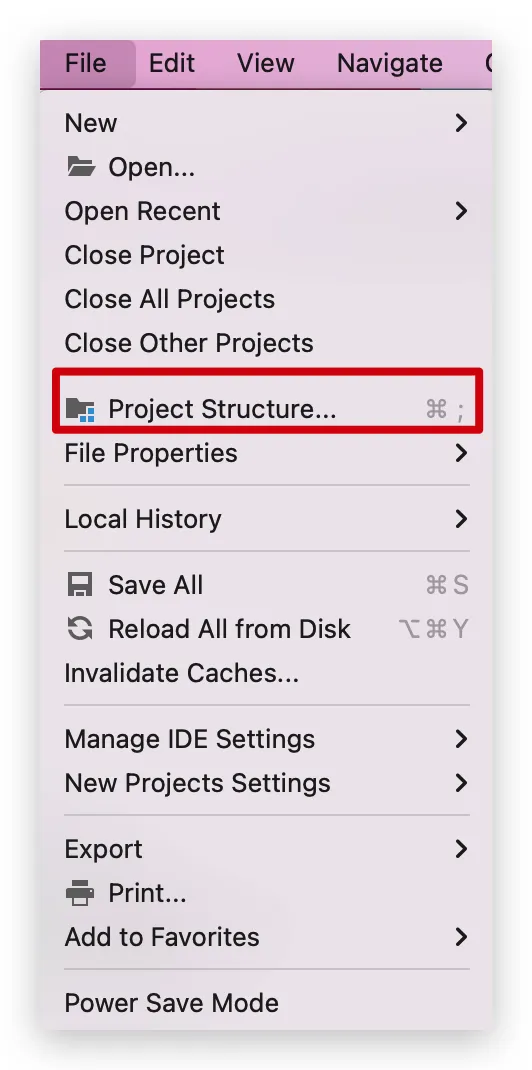 File Edit View Navigate
New
Open...
Open Recent
Close Project
Close All Projects
Close Other Projects
Project Structure... ⌘ ;
File Properties
Local History
Save All ⌘ S
Reload All from Disk ⌥ ⌘ Y
Invalidate Caches...
Manage IDE Settings
New Projects Settings
Export
Print...
Add to Favorites
Power Save Mode